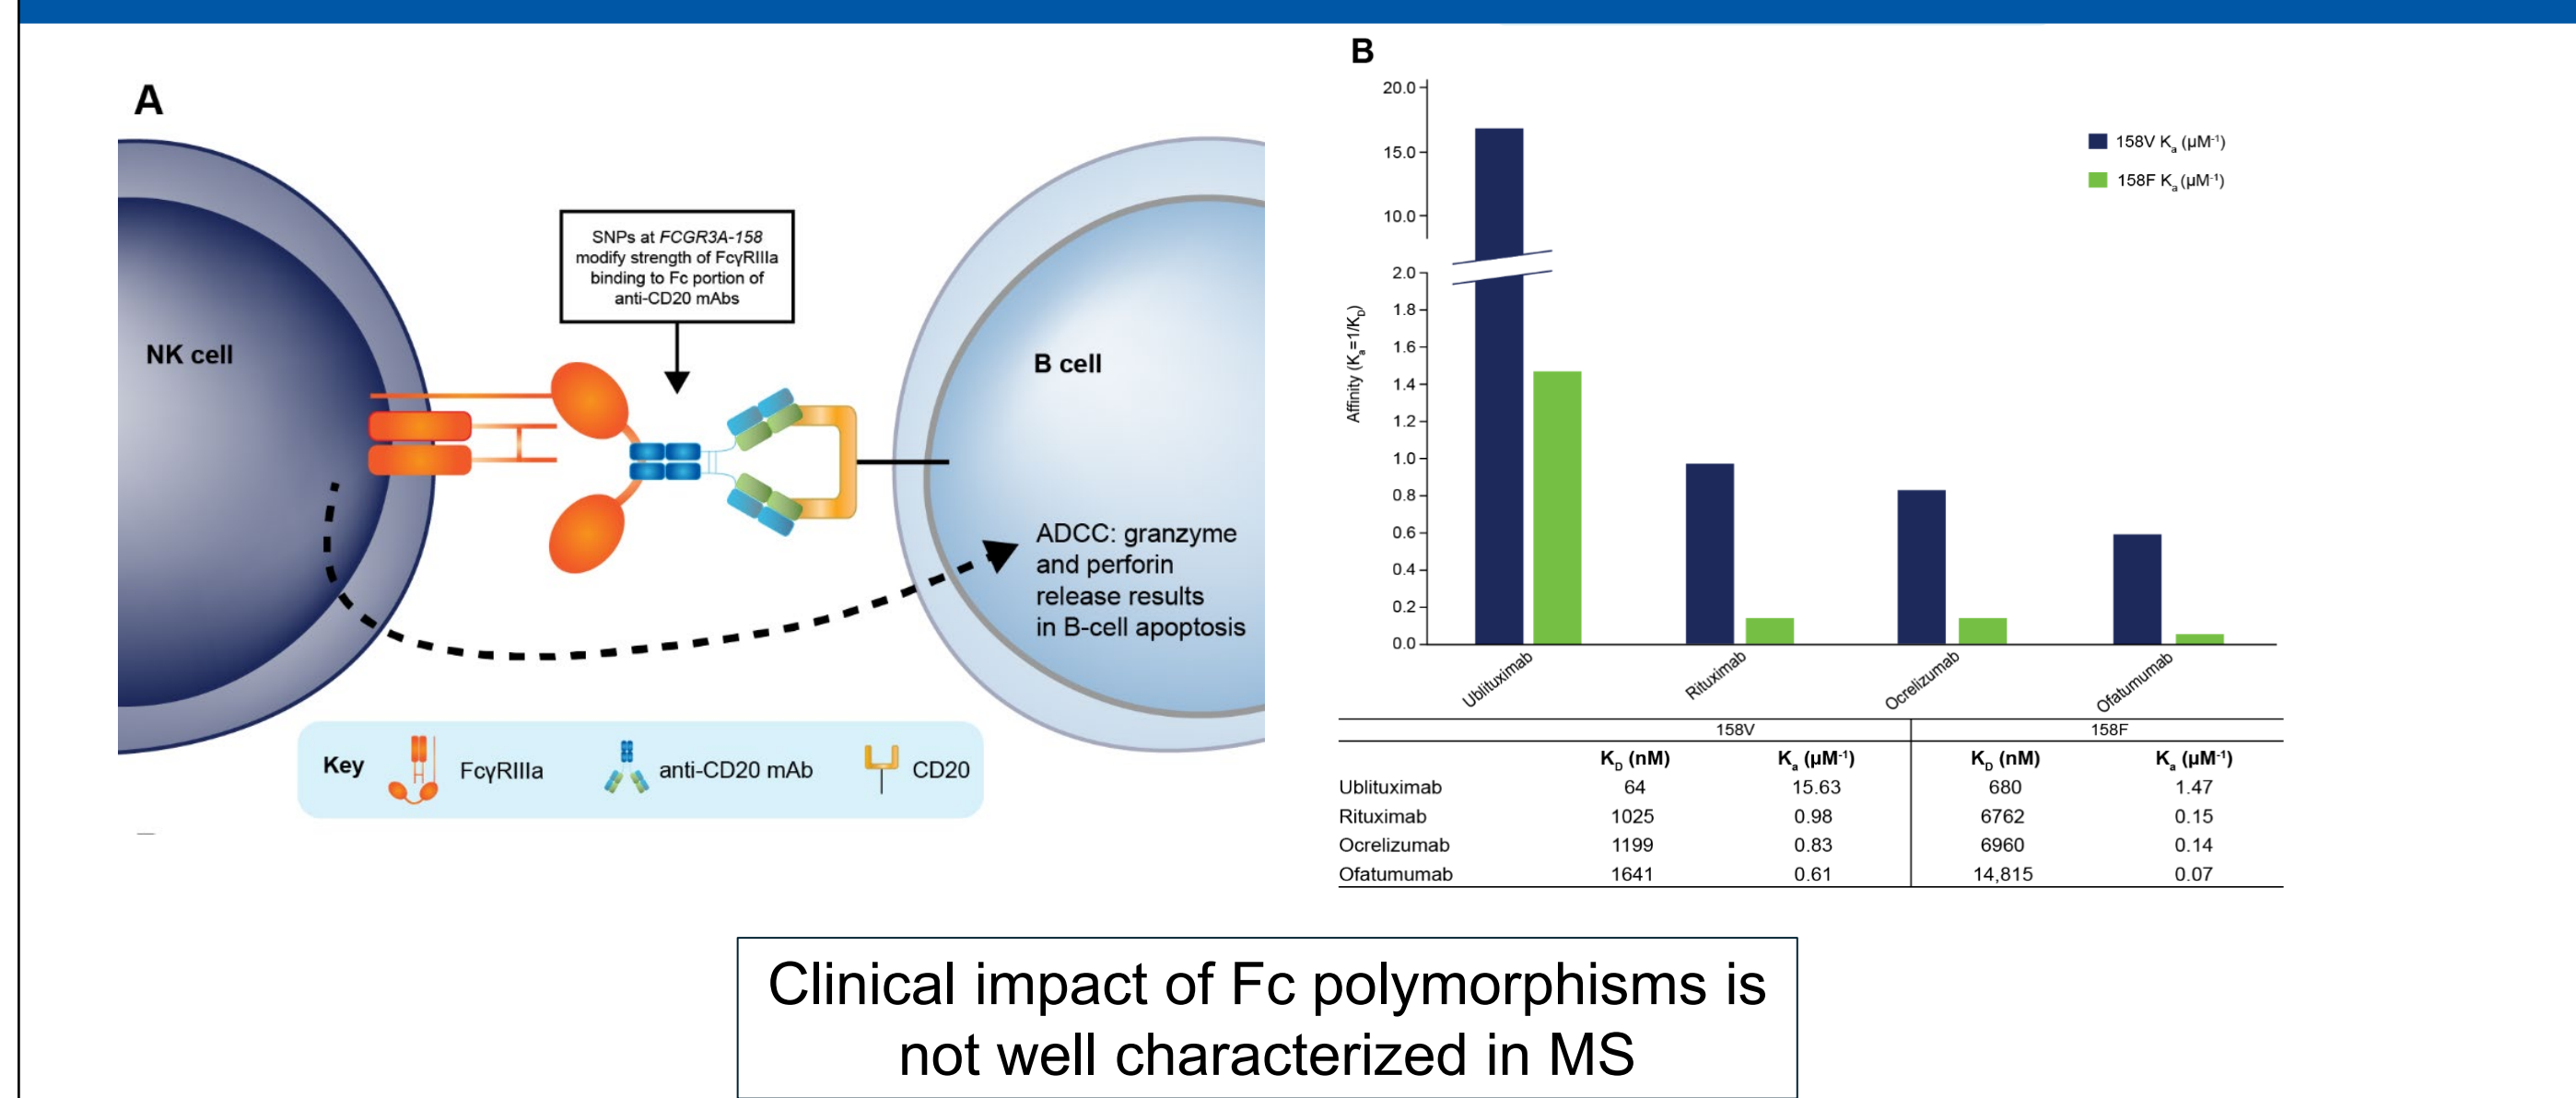 A
SNPs at FCGR3A-158
modify strength of FcγRIIIa
binding to Fc portion of
anti-CD20 mAbs
NK cell
B cell
ADCC: granzyme
and perforin
release results
in B-cell apoptosis
Key
FcγRIIIa
anti-CD20 mAb
CD20
B
20.0
15.0
10.0
2.0
1.8
1.6
1.4
1.2
1.0
0.8
0.6
0.4
0.2
0.0
Affinity (Ka=1/KD)
158V Ka (µM-1)
158F Ka (µM-1)
Ublituximab
Rituximab
Ocrelizumab
Ofatumumab
158V 158F
KD (nM) Ka (µM-1) KD (nM) Ka (µM-1)
Ublituximab 64 15.63 680 1.47
Rituximab 1025 0.98 6762 0.15
Ocrelizumab 1199 0.83 6960 0.14
Ofatumumab 1641 0.61 14,815 0.07
Clinical impact of Fc polymorphisms is
not well characterized in MS